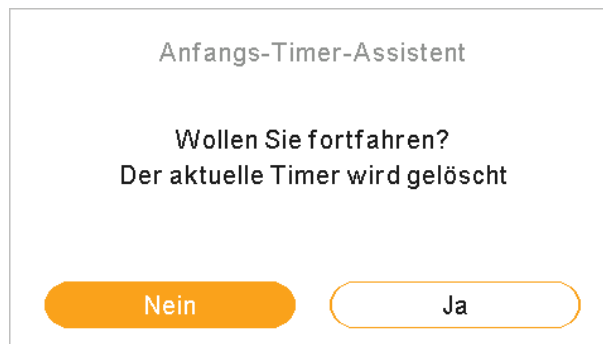 Anfangs-Timer-Assistent
Wollen Sie fortfahren?
Der aktuelle Timer wird gelöscht
Nein Ja